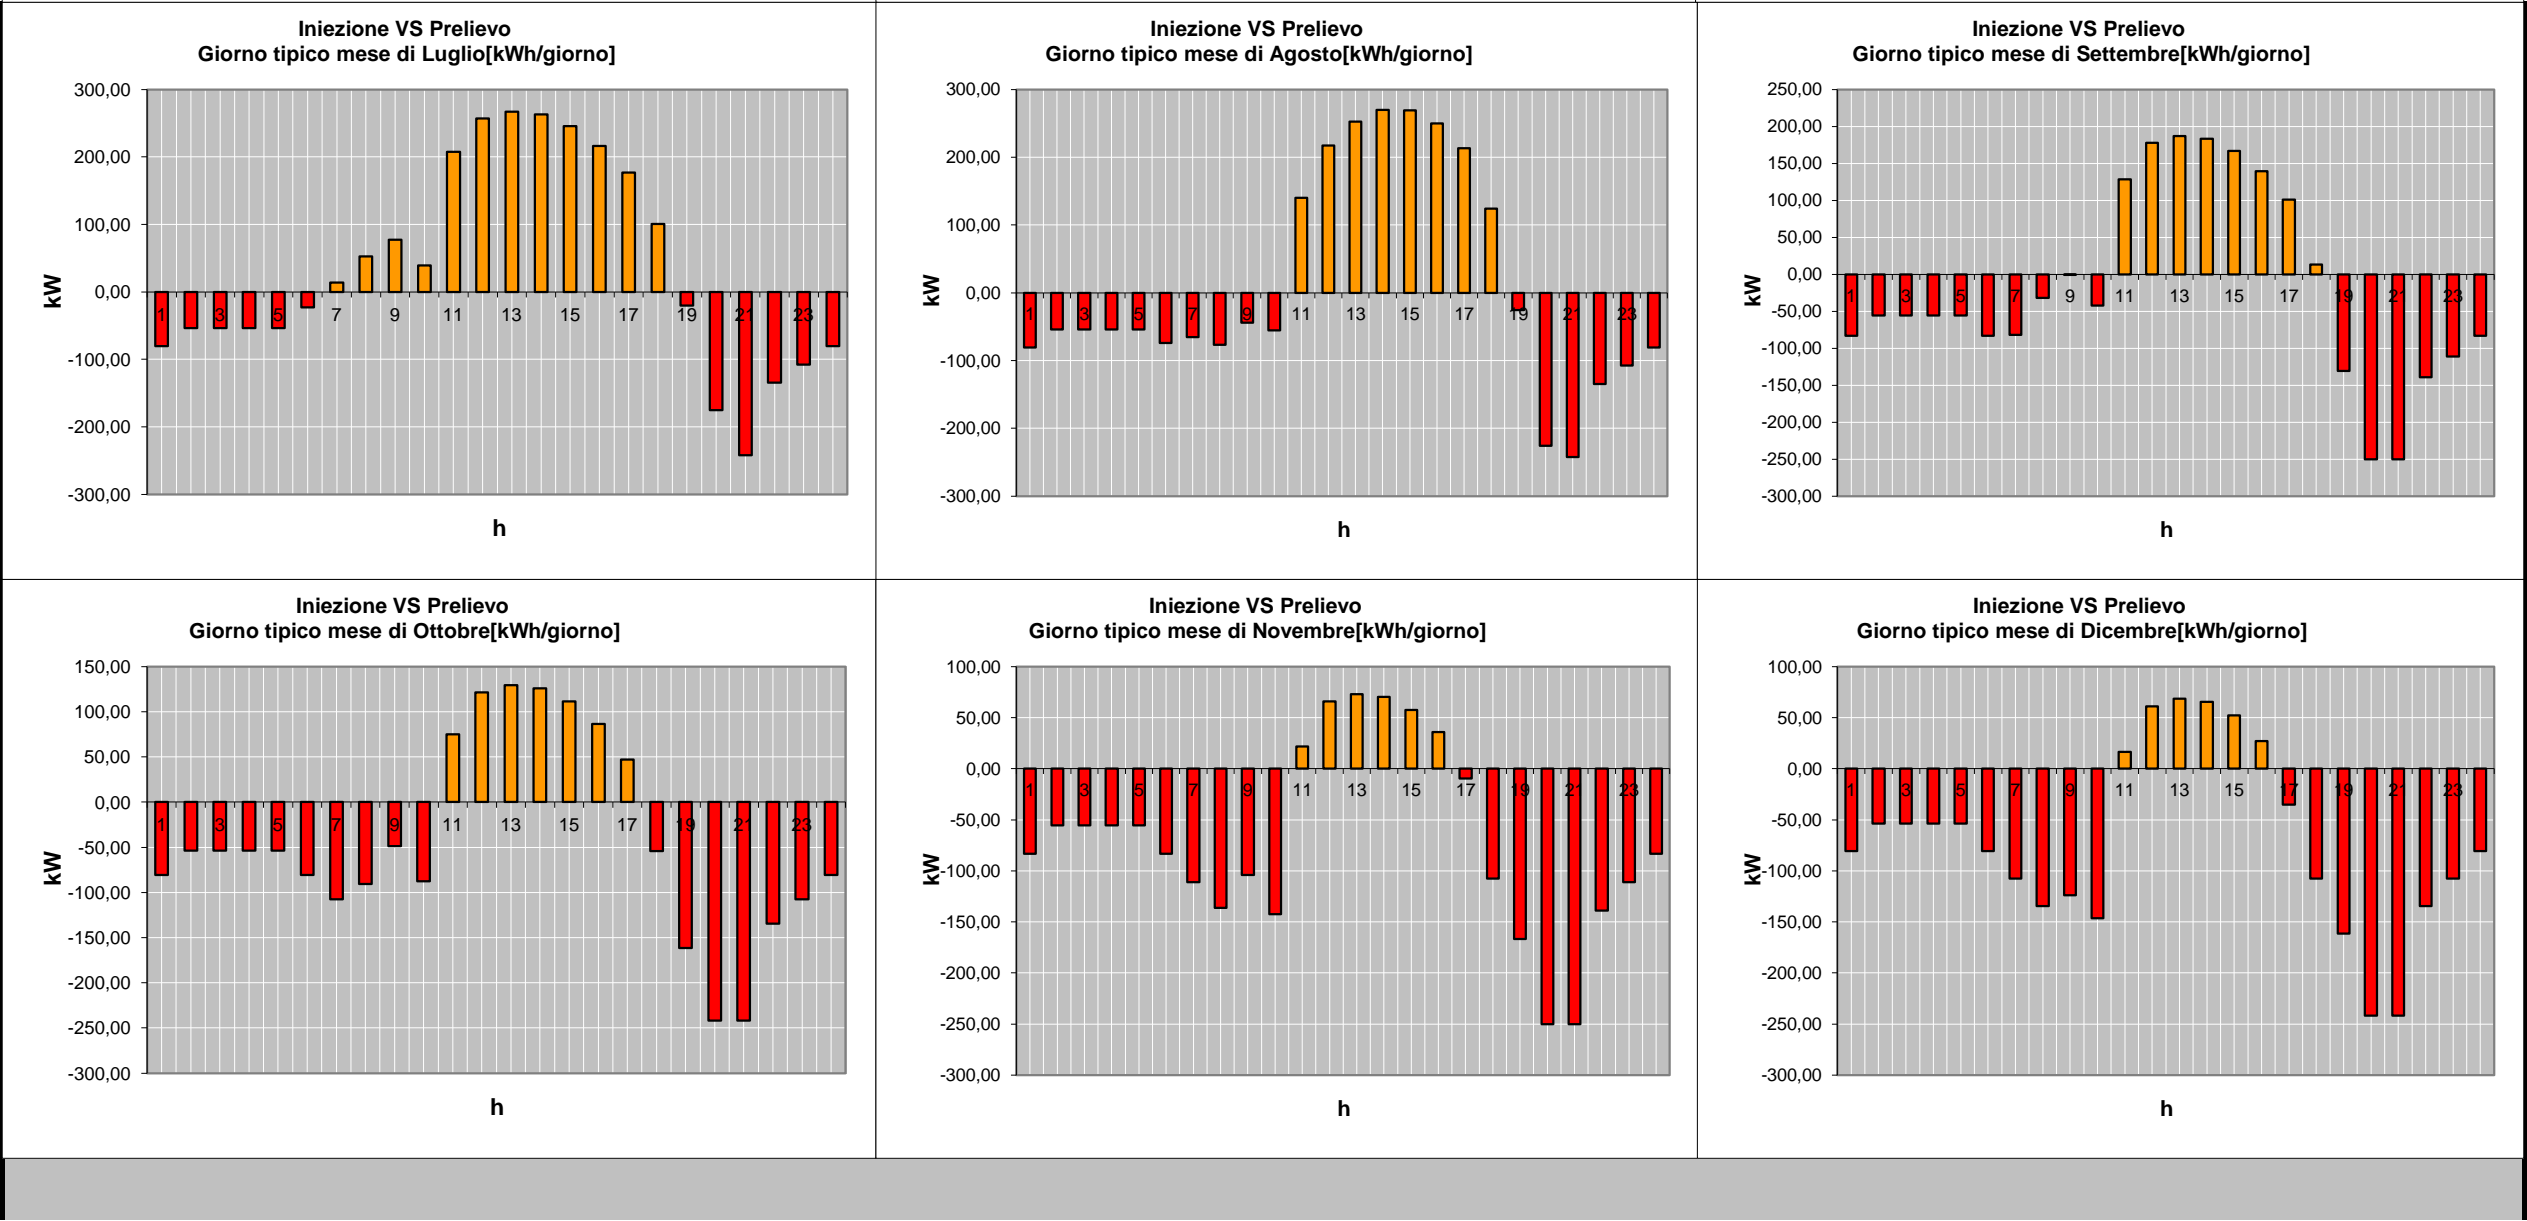 Iniezione VS Prelievo
Giorno tipico mese di Luglio[kWh/giorno]
300,00
200,00
100,00
0,00
-100,00
-200,00
-300,00
kW
1 3 5 7 9 11 13 15 17 19 21 23
h
Iniezione VS Prelievo
Giorno tipico mese di Agosto[kWh/giorno]
300,00
200,00
100,00
0,00
-100,00
-200,00
-300,00
kW
1 3 5 7 9 11 13 15 17 19 21 23
h
Iniezione VS Prelievo
Giorno tipico mese di Settembre[kWh/giorno]
250,00
200,00
150,00
100,00
50,00
0,00
-50,00
-100,00
-150,00
-200,00
-250,00
-300,00
kW
1 3 5 7 9 11 13 15 17 19 21 23
h
Iniezione VS Prelievo
Giorno tipico mese di Ottobre[kWh/giorno]
150,00
100,00
50,00
0,00
-50,00
-100,00
-150,00
-200,00
-250,00
-300,00
kW
1 3 5 7 9 11 13 15 17 19 21 23
h
Iniezione VS Prelievo
Giorno tipico mese di Novembre[kWh/giorno]
100,00
50,00
0,00
-50,00
-100,00
-150,00
-200,00
-250,00
-300,00
kW
1 3 5 7 9 11 13 15 17 19 21 23
h
Iniezione VS Prelievo
Giorno tipico mese di Dicembre[kWh/giorno]
100,00
50,00
0,00
-50,00
-100,00
-150,00
-200,00
-250,00
-300,00
kW
1 3 5 7 9 11 13 15 17 19 21 23
h